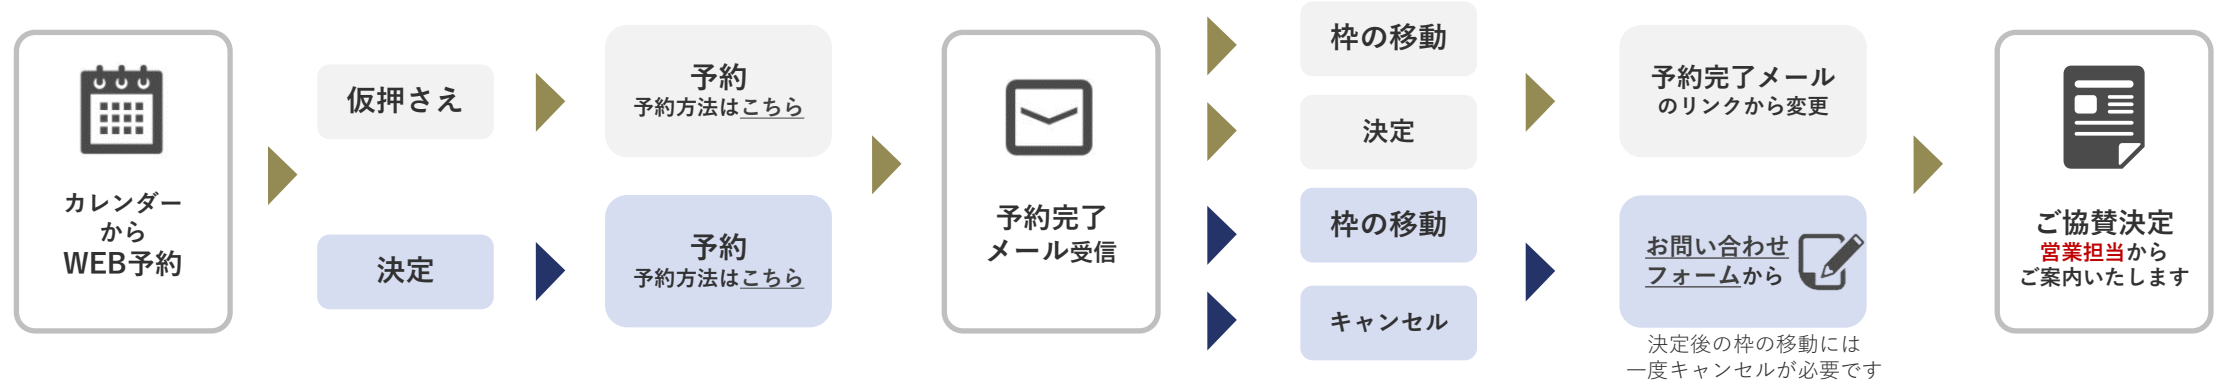 カレンダー
から
WEB予約
仮押さえ
予約
予約方法はこちら
決定
予約
予約方法はこちら
予約完了
メール受信
枠の移動
決定
予約完了メール
のリンクから変更
枠の移動
キャンセル
お問い合わせ
フォームから
決定後の枠の移動には
一度キャンセルが必要です
ご協賛決定
営業担当から
ご案内いたします